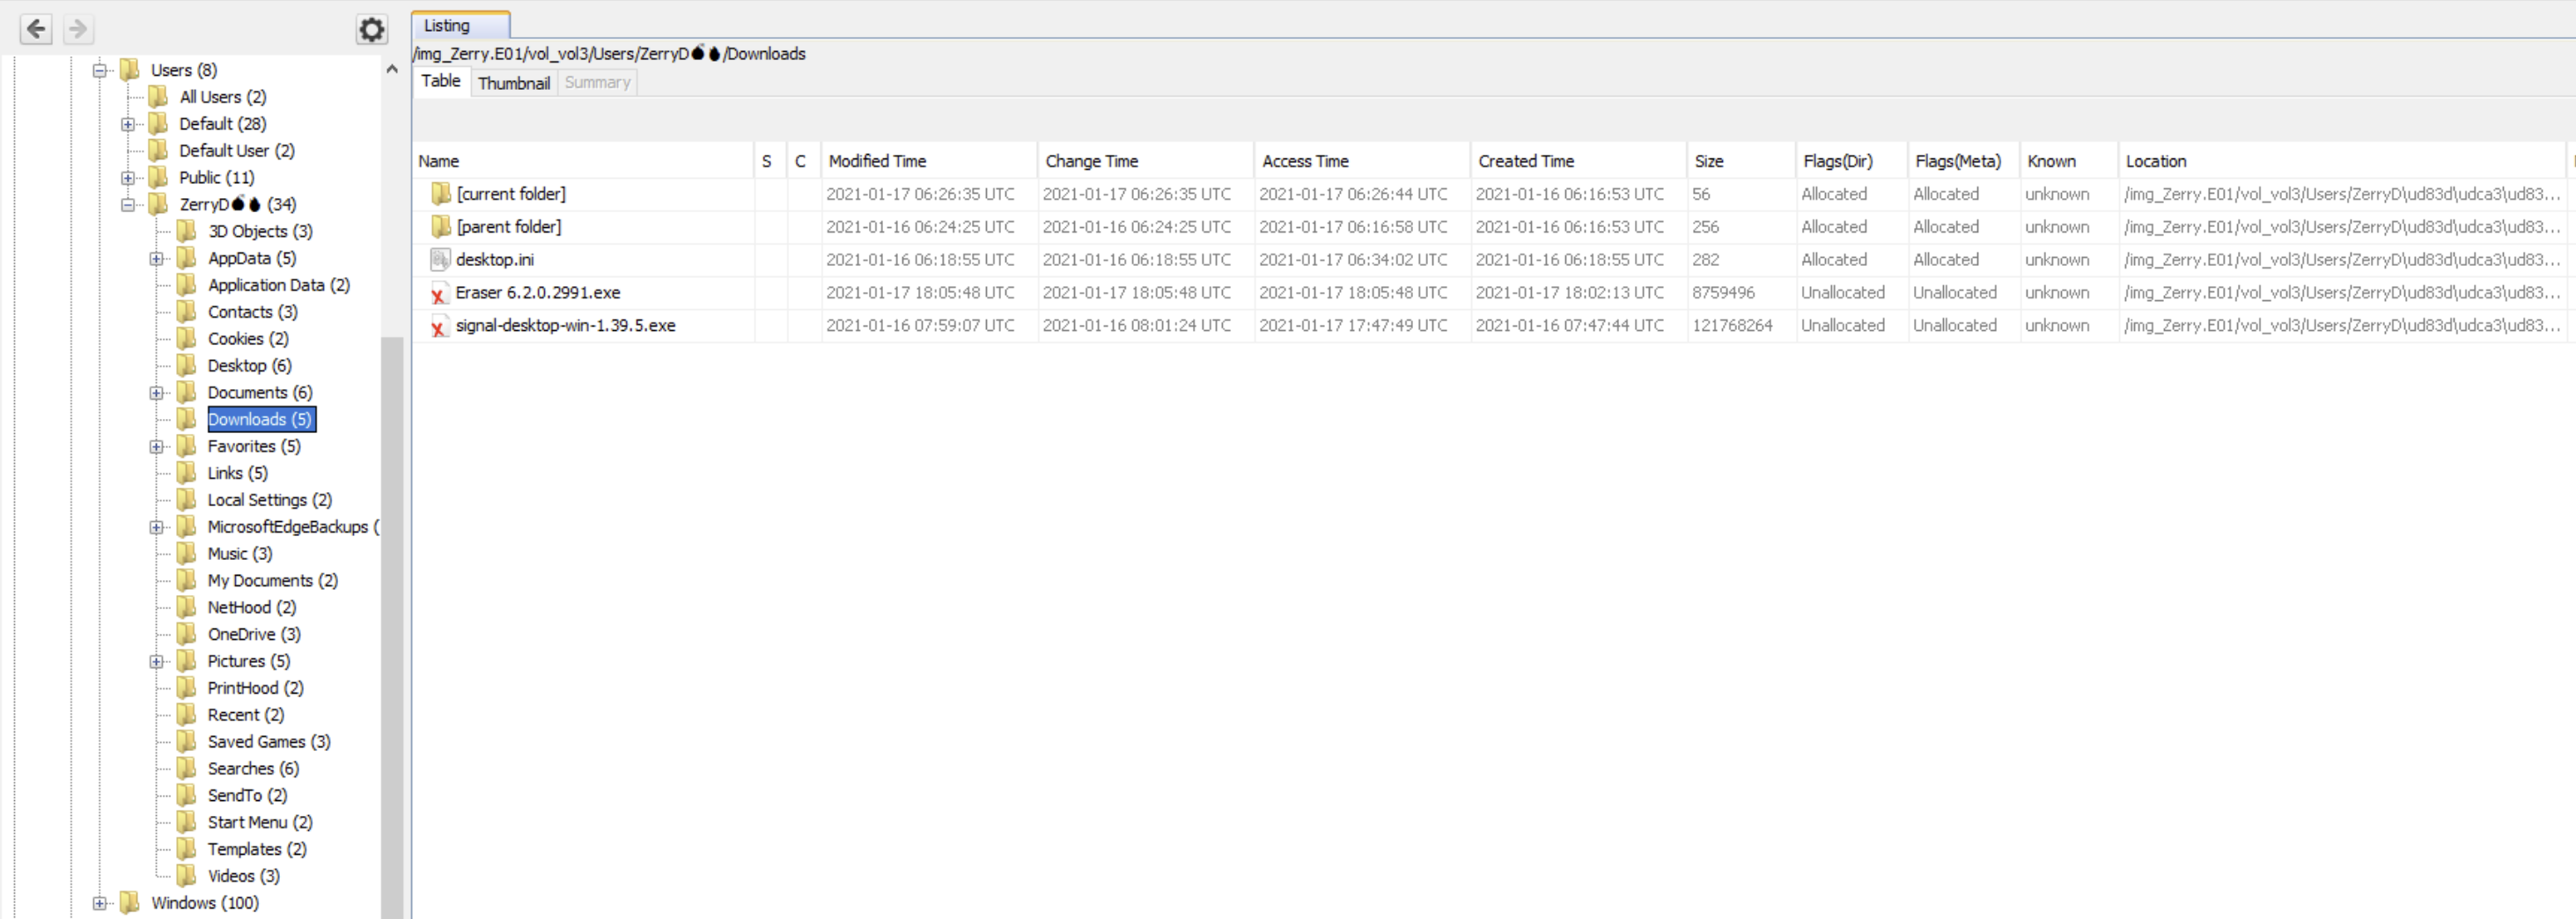 Users (8)
All Users (2)
Default (28)
Default User (2)
Public (11)
ZerryD💣💧 (34)
3D Objects (3)
AppData (5)
Application Data (2)
Contacts (3)
Cookies (2)
Desktop (6)
Documents (6)
Downloads (5)
Favorites (5)
Links (5)
Local Settings (2)
MicrosoftEdgeBackups (
Music (3)
My Documents (2)
NetHood (2)
OneDrive (3)
Pictures (5)
PrintHood (2)
Recent (2)
Saved Games (3)
Searches (6)
SendTo (2)
Start Menu (2)
Templates (2)
Videos (3)
Windows (100)
Listing
/img_Zerry.E01/vol_vol3/Users/ZerryD💣💧/Downloads
Table Thumbnail Summary
Name S C Modified Time Change Time Access Time Created Time Size Flags(Dir) Flags(Meta) Known Location
[current folder] 2021-01-17 06:26:35 UTC 2021-01-17 06:26:35 UTC 2021-01-17 06:26:44 UTC 2021-01-16 06:16:53 UTC 56 Allocated Allocated unknown /img_Zerry.E01/vol_vol3/Users/ZerryD\ud83d\udca3\ud83...
[parent folder] 2021-01-16 06:24:25 UTC 2021-01-16 06:24:25 UTC 2021-01-17 06:16:58 UTC 2021-01-16 06:16:53 UTC 256 Allocated Allocated unknown /img_Zerry.E01/vol_vol3/Users/ZerryD\ud83d\udca3\ud83...
desktop.ini 2021-01-16 06:18:55 UTC 2021-01-16 06:18:55 UTC 2021-01-17 06:34:02 UTC 2021-01-16 06:18:55 UTC 282 Allocated Allocated unknown /img_Zerry.E01/vol_vol3/Users/ZerryD\ud83d\udca3\ud83...
Eraser 6.2.0.2991.exe 2021-01-17 18:05:48 UTC 2021-01-17 18:05:48 UTC 2021-01-17 18:05:48 UTC 2021-01-17 18:02:13 UTC 8759496 Unallocated Unallocated unknown /img_Zerry.E01/vol_vol3/Users/ZerryD\ud83d\udca3\ud83...
signal-desktop-win-1.39.5.exe 2021-01-16 07:59:07 UTC 2021-01-16 08:01:24 UTC 2021-01-17 17:47:49 UTC 2021-01-16 07:47:44 UTC 121768264 Unallocated Unallocated unknown /img_Zerry.E01/vol_vol3/Users/ZerryD\ud83d\udca3\ud83...